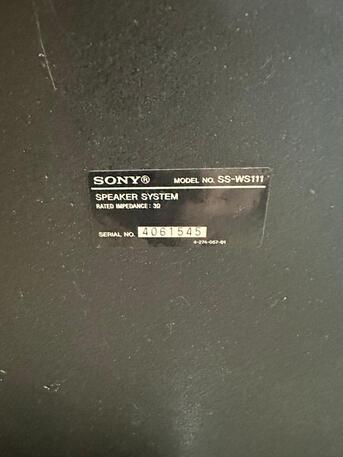 SONY® MODEL NO. SS-WS111
SPEAKER SYSTEM
RATED IMPEDANCE : 3Ω
SERIAL NO. 4061545
4-274-057-01